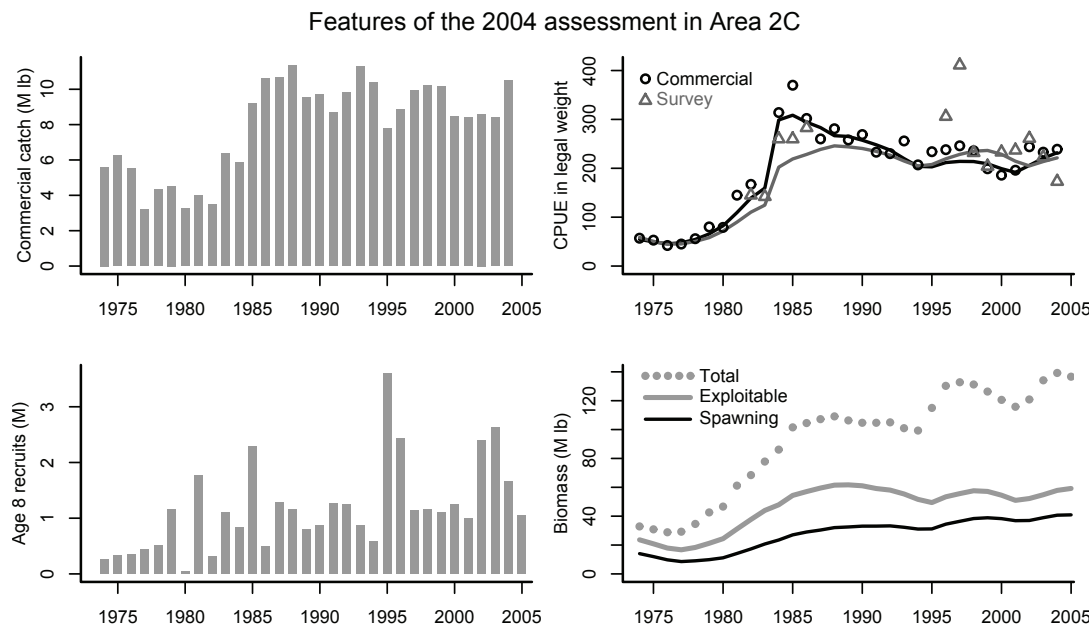 Features of the 2004 assessment in Area 2C
Commercial catch (M lb)
0 2 4 6 8 10
1975 1980 1985 1990 1995 2000 2005
CPUE in legal weight
0 100 200 300 400
Commercial
Survey
1975 1980 1985 1990 1995 2000 2005
Age 8 recruits (M)
0 1 2 3
1975 1980 1985 1990 1995 2000 2005
Biomass (M lb)
0 40 80 120
Total
Exploitable
Spawning
1975 1980 1985 1990 1995 2000 2005